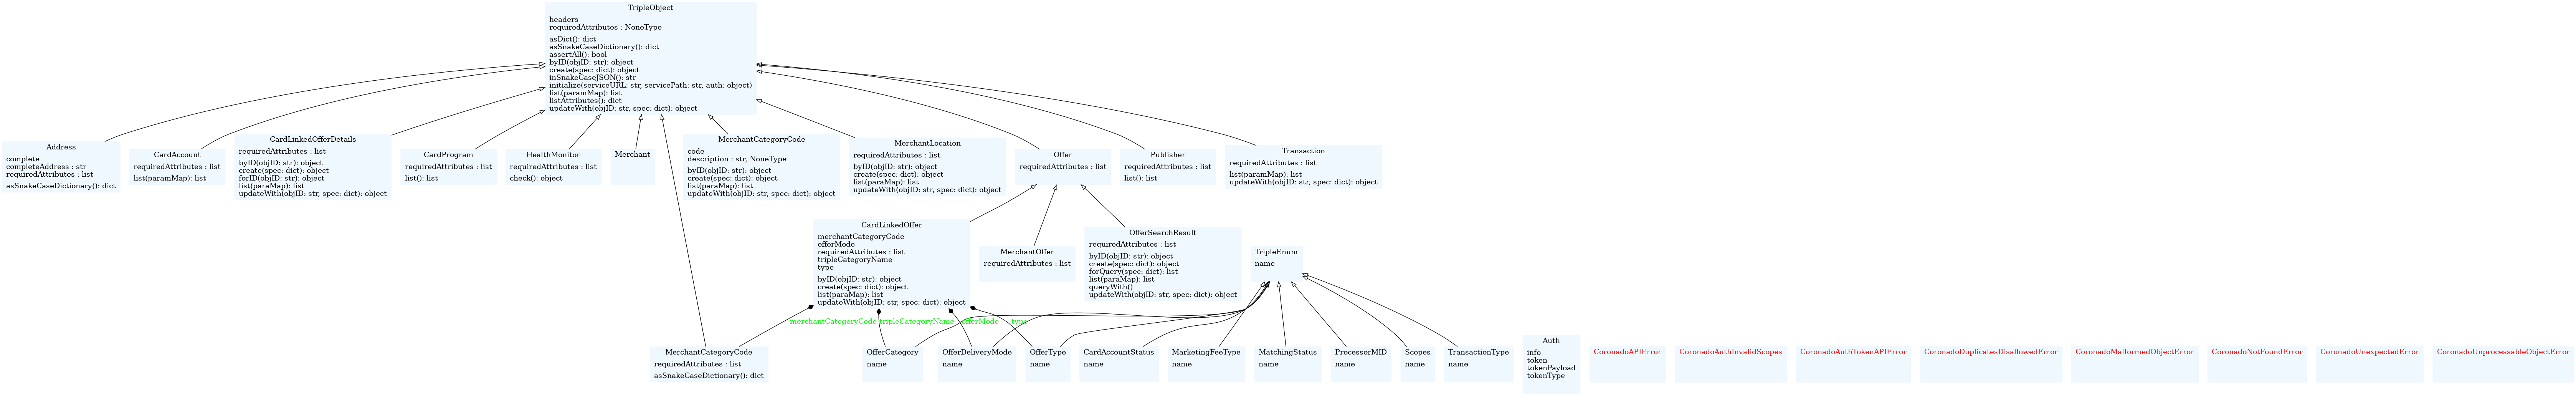 TripleObject
headers
requiredAttributes : NoneType
asDict(): dict
asSnakeCaseDictionary(): dict
assertAll(): bool
byID(objID: str): object
create(spec: dict): object
inSnakeCaseJSON(): str
initialize(serviceURL: str, servicePath: str, auth: object)
list(paramMap): list
listAttributes(): dict
updateWith(objID: str, spec: dict): object
Address
complete
completeAddress : str
requiredAttributes : list
asSnakeCaseDictionary(): dict
CardAccount
requiredAttributes : list
list(paramMap): list
CardLinkedOfferDetails
requiredAttributes : list
byID(objID: str): object
create(spec: dict): object
forID(objID: str): object
list(paraMap): list
updateWith(objID: str, spec: dict): object
CardProgram
requiredAttributes : list
list(): list
HealthMonitor
requiredAttributes : list
check(): object
Merchant
MerchantCategoryCode
code
description : str, NoneType
byID(objID: str): object
create(spec: dict): object
list(paraMap): list
updateWith(objID: str, spec: dict): object
MerchantLocation
requiredAttributes : list
byID(objID: str): object
create(spec: dict): object
list(paraMap): list
updateWith(objID: str, spec: dict): object
Offer
requiredAttributes : list
Publisher
requiredAttributes : list
list(): list
Transaction
requiredAttributes : list
list(paramMap): list
updateWith(objID: str, spec: dict): object
CardLinkedOffer
merchantCategoryCode
offerMode
requiredAttributes : list
tripleCategoryName
type
byID(objID: str): object
create(spec: dict): object
list(paraMap): list
updateWith(objID: str, spec: dict): object
MerchantOffer
requiredAttributes : list
OfferSearchResult
requiredAttributes : list
byID(objID: str): object
create(spec: dict): object
forQuery(spec: dict): list
list(paraMap): list
queryWith()
updateWith(objID: str, spec: dict): object
TripleEnum
name
merchantCategoryCode tripleCategoryName offerMode type
MerchantCategoryCode
requiredAttributes : list
asSnakeCaseDictionary(): dict
OfferCategory
name
OfferDeliveryMode
name
OfferType
name
CardAccountStatus
name
MarketingFeeType
name
MatchingStatus
name
ProcessorMID
name
Scopes
name
TransactionType
name
Auth
info
token
tokenPayload
tokenType
CoronadoAPIError
CoronadoAuthInvalidScopes
CoronadoAuthTokenAPIError
CoronadoDuplicatesDisallowedError
CoronadoMalformedObjectError
CoronadoNotFoundError
CoronadoUnexpectedError
CoronadoUnprocessableObjectError